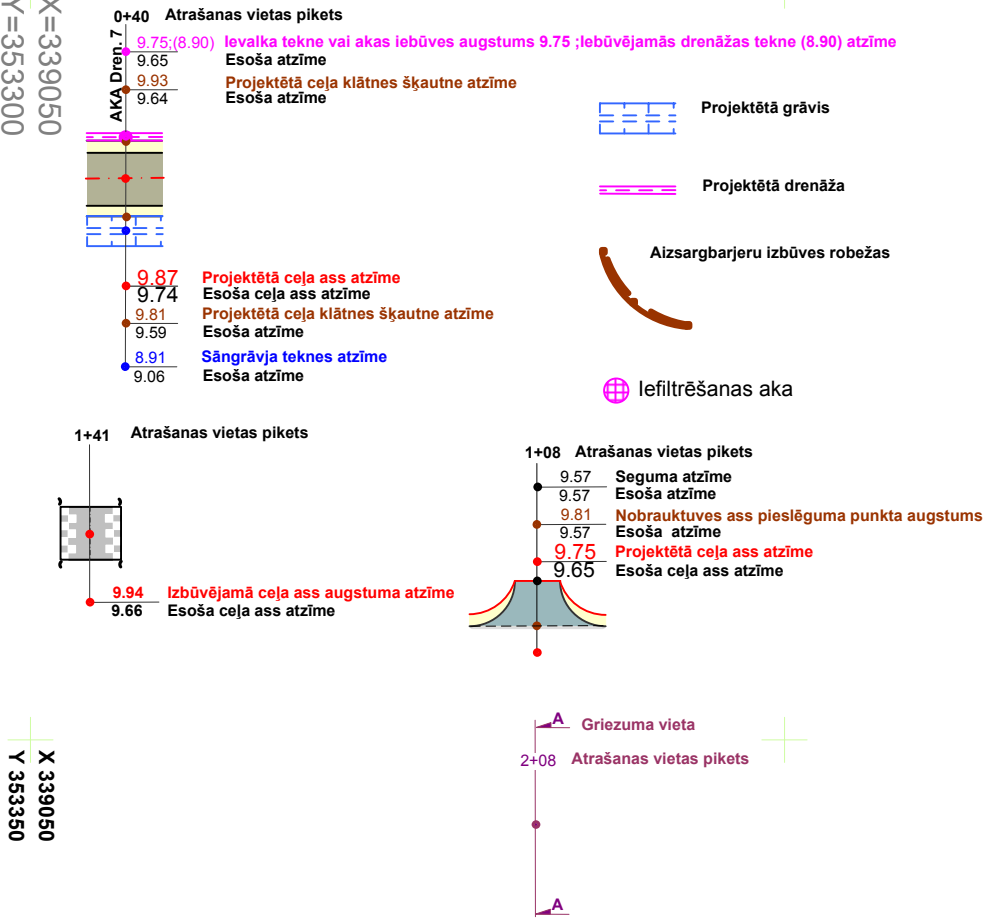 X=339050
Y=353300
0+40 Atrašanas vietas pikets
AKA Dren. 7
9.75;(8.90) Ievalka tekne vai akas iebūves augstums 9.75 ;Iebūvējamās drenāžas tekne (8.90) atzīme
9.65 Esoša atzīme
9.93 Projektētā ceļa klātnes šķautne atzīme
9.64 Esoša atzīme
Projektētā grāvis
Projektētā drenāža
Aizsargbarjeru izbūves robežas
9.87 Projektētā ceļa ass atzīme
9.74 Esoša ceļa ass atzīme
9.81 Projektētā ceļa klātnes šķautne atzīme
9.59 Esoša atzīme
8.91 Sāngrāvja teknes atzīme
9.06 Esoša atzīme
Iefiltrēšanas aka
1+41 Atrašanas vietas pikets
9.94 Izbūvējamā ceļa ass augstuma atzīme
9.66 Esoša ceļa ass atzīme
1+08 Atrašanas vietas pikets
9.57 Seguma atzīme
9.57 Esoša atzīme
9.81 Nobrauktuves ass pieslēguma punkta augstums
9.57 Esoša atzīme
9.75 Projektētā ceļa ass atzīme
9.65 Esoša ceļa ass atzīme
A Griezuma vieta
2+08 Atrašanas vietas pikets
A
X 339050
Y 353350